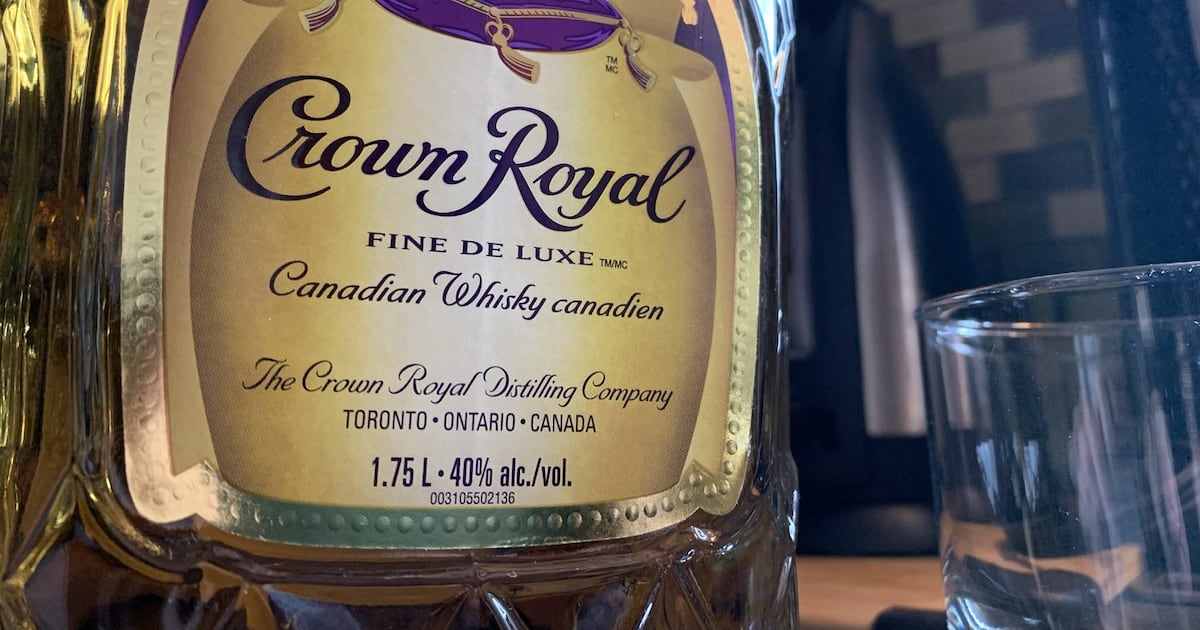 TM
MC
Crown Royal
FINE DE LUXE TM/MC
Canadian Whisky canadien
The Crown Royal Distilling Company
TORONTO • ONTARIO • CANADA
1.75 L • 40% alc./vol.
003105502136